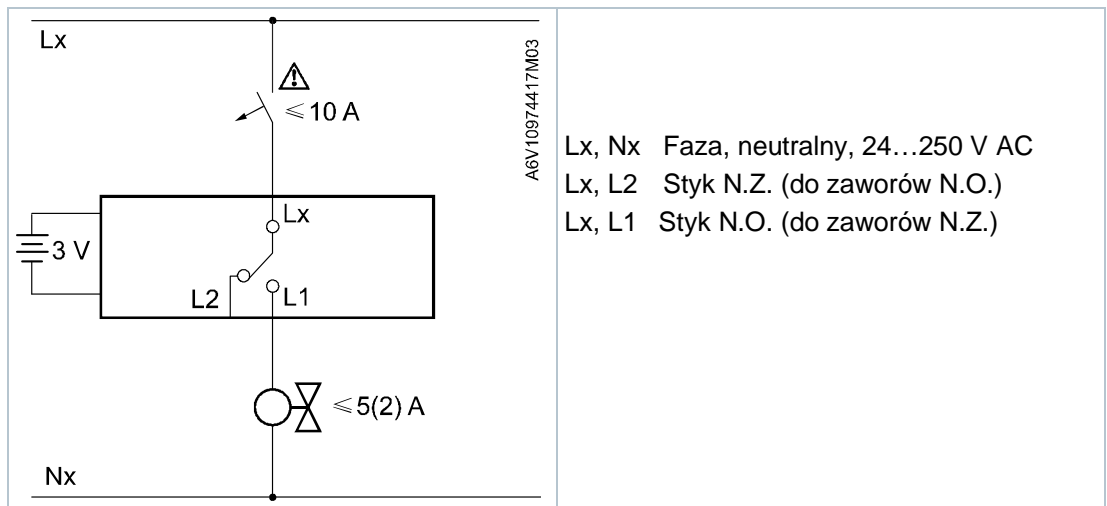 Lx
A6V10974417M03
≤ 10 A
Lx
3 V
L2
L1
≤ 5(2) A
Nx
Lx, Nx Faza, neutralny, 24…250 V AC
Lx, L2 Styk N.Z. (do zaworów N.O.)
Lx, L1 Styk N.O. (do zaworów N.Z.)